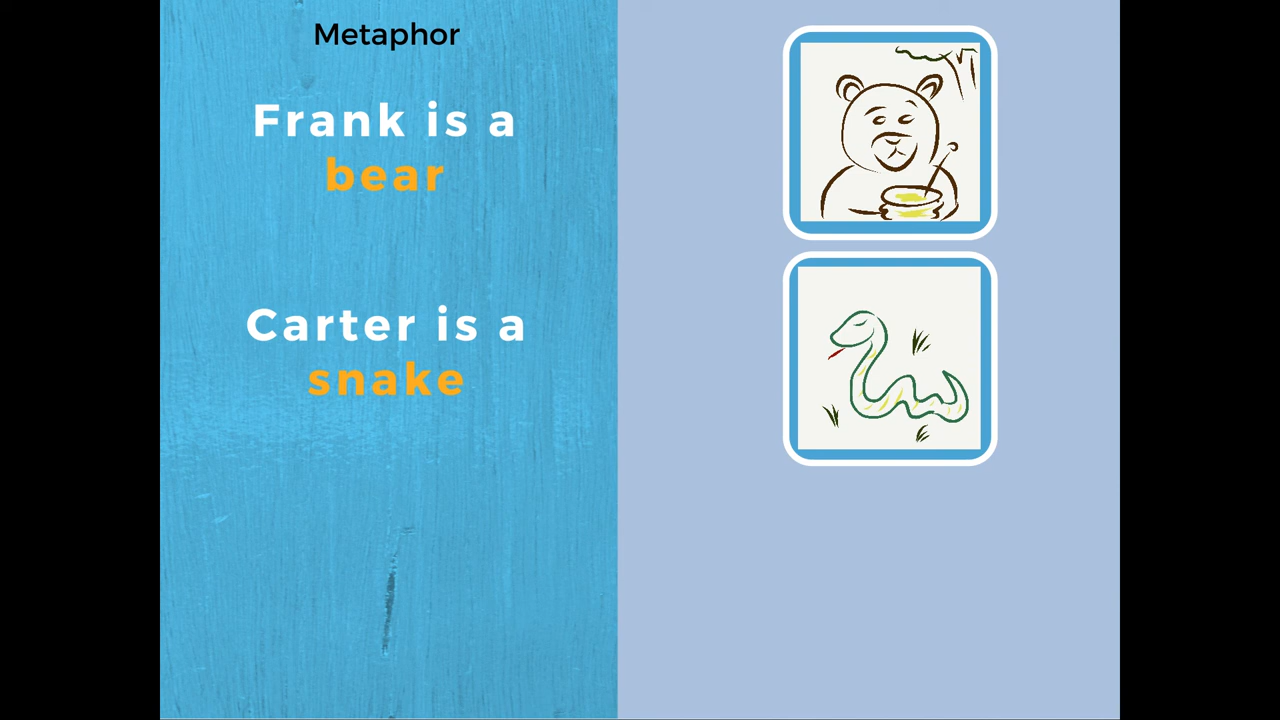 Metaphor
Frank is a
bear
Carter is a
snake